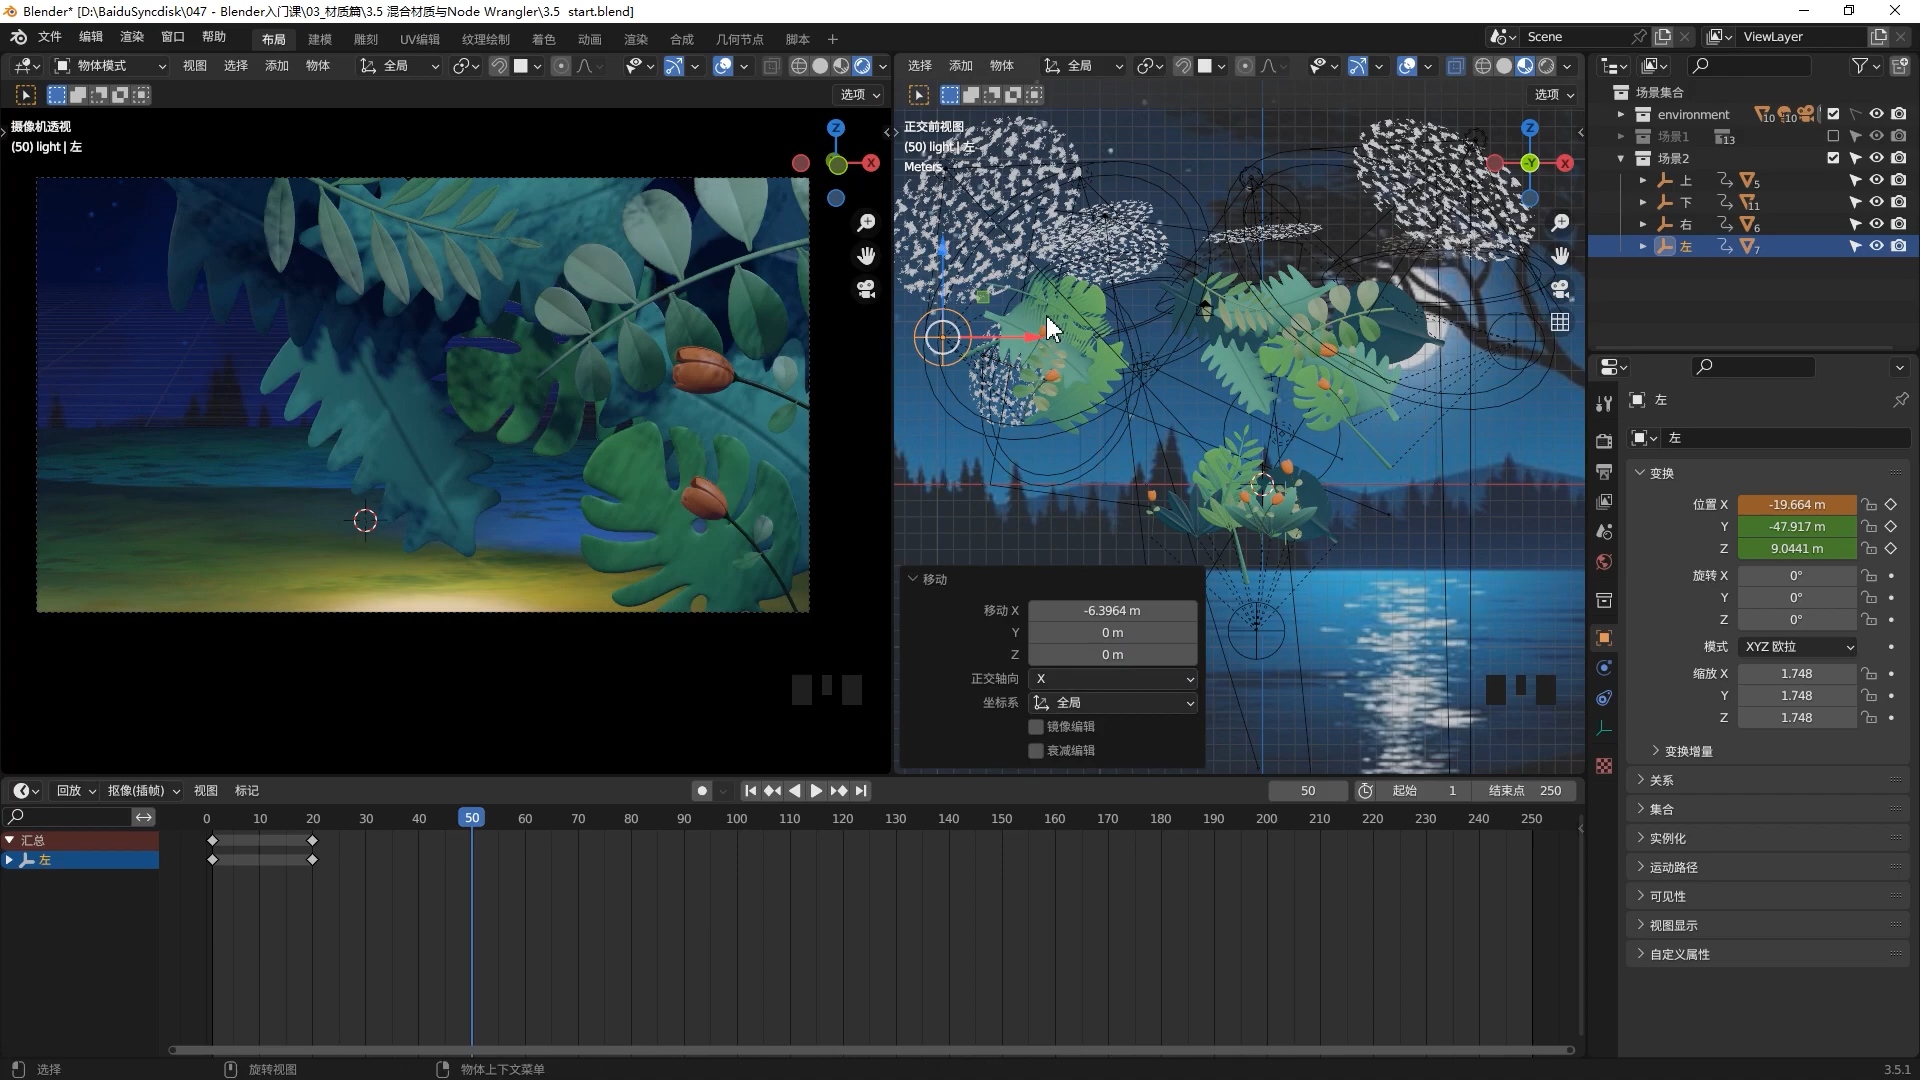 Blender* [D:\BaiduSyncdisk\047 - Blender入门课\03_材质篇\3.5 混合材质与Node Wrangler\3.5  start.blend]
文件 编辑 渲染 窗口 帮助 布局 建模 雕刻 UV编辑 纹理绘制 着色 动画 渲染 合成 几何节点 脚本 + Scene ViewLayer
物体模式 视图 选择 添加 物体 全局
选择 添加 物体 全局
选项
选项
摄像机透视
(50) light | 左
Z
X
正交前视图
(50) light | 左
Meters
Z
-Y
X
场景集合
environment 10 10
场景1 13
场景2
上 5
下 11
右 6
左 7
左
左
变换
位置 X -19.664 m
Y -47.917 m
Z 9.0441 m
旋转 X 0°
Y 0°
Z 0°
模式 XYZ 欧拉
缩放 X 1.748
Y 1.748
Z 1.748
变换增量
关系
集合
实例化
运动路径
可见性
视图显示
自定义属性
移动
移动 X -6.3964 m
Y 0 m
Z 0 m
正交轴向 X
坐标系 全局
镜像编辑
衰减编辑
回放 抠像(插帧) 视图 标记 50 起始 1 结束点 250
0 10 20 30 40 50 60 70 80 90 100 110 120 130 140 150 160 170 180 190 200 210 220 230 240 250
汇总
左
选择 旋转视图 物体上下文菜单 3.5.1